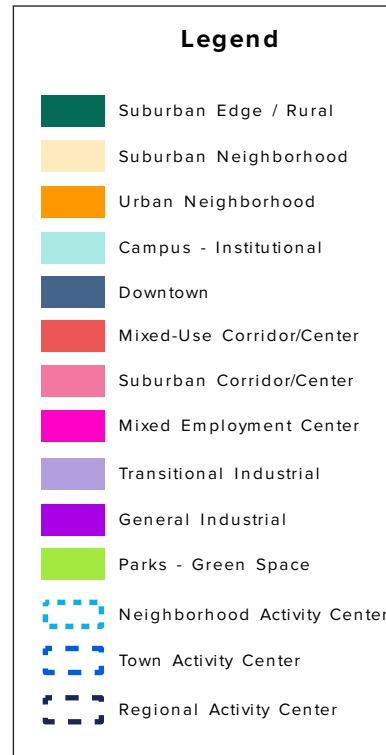 Legend
Suburban Edge / Rural
Suburban Neighborhood
Urban Neighborhood
Campus - Institutional
Downtown
Mixed-Use Corridor/Center
Suburban Corridor/Center
Mixed Employment Center
Transitional Industrial
General Industrial
Parks - Green Space
Neighborhood Activity Center
Town Activity Center
Regional Activity Center